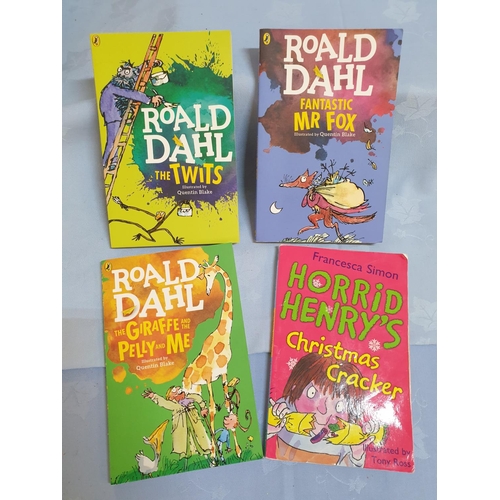 ROALD
DAHL
THE TWITS
Illustrated by
Quentin Blake
ROALD
DAHL
FANTASTIC
MR FOX
Illustrated by Quentin Blake
ROALD
DAHL
THE GIRAFFE AND THE
PELLY AND ME
Illustrated by
Quentin Blake
Francesca Simon
HORRID
HENRY'S
Christmas
Cracker
Illustrated by
Tony Ross